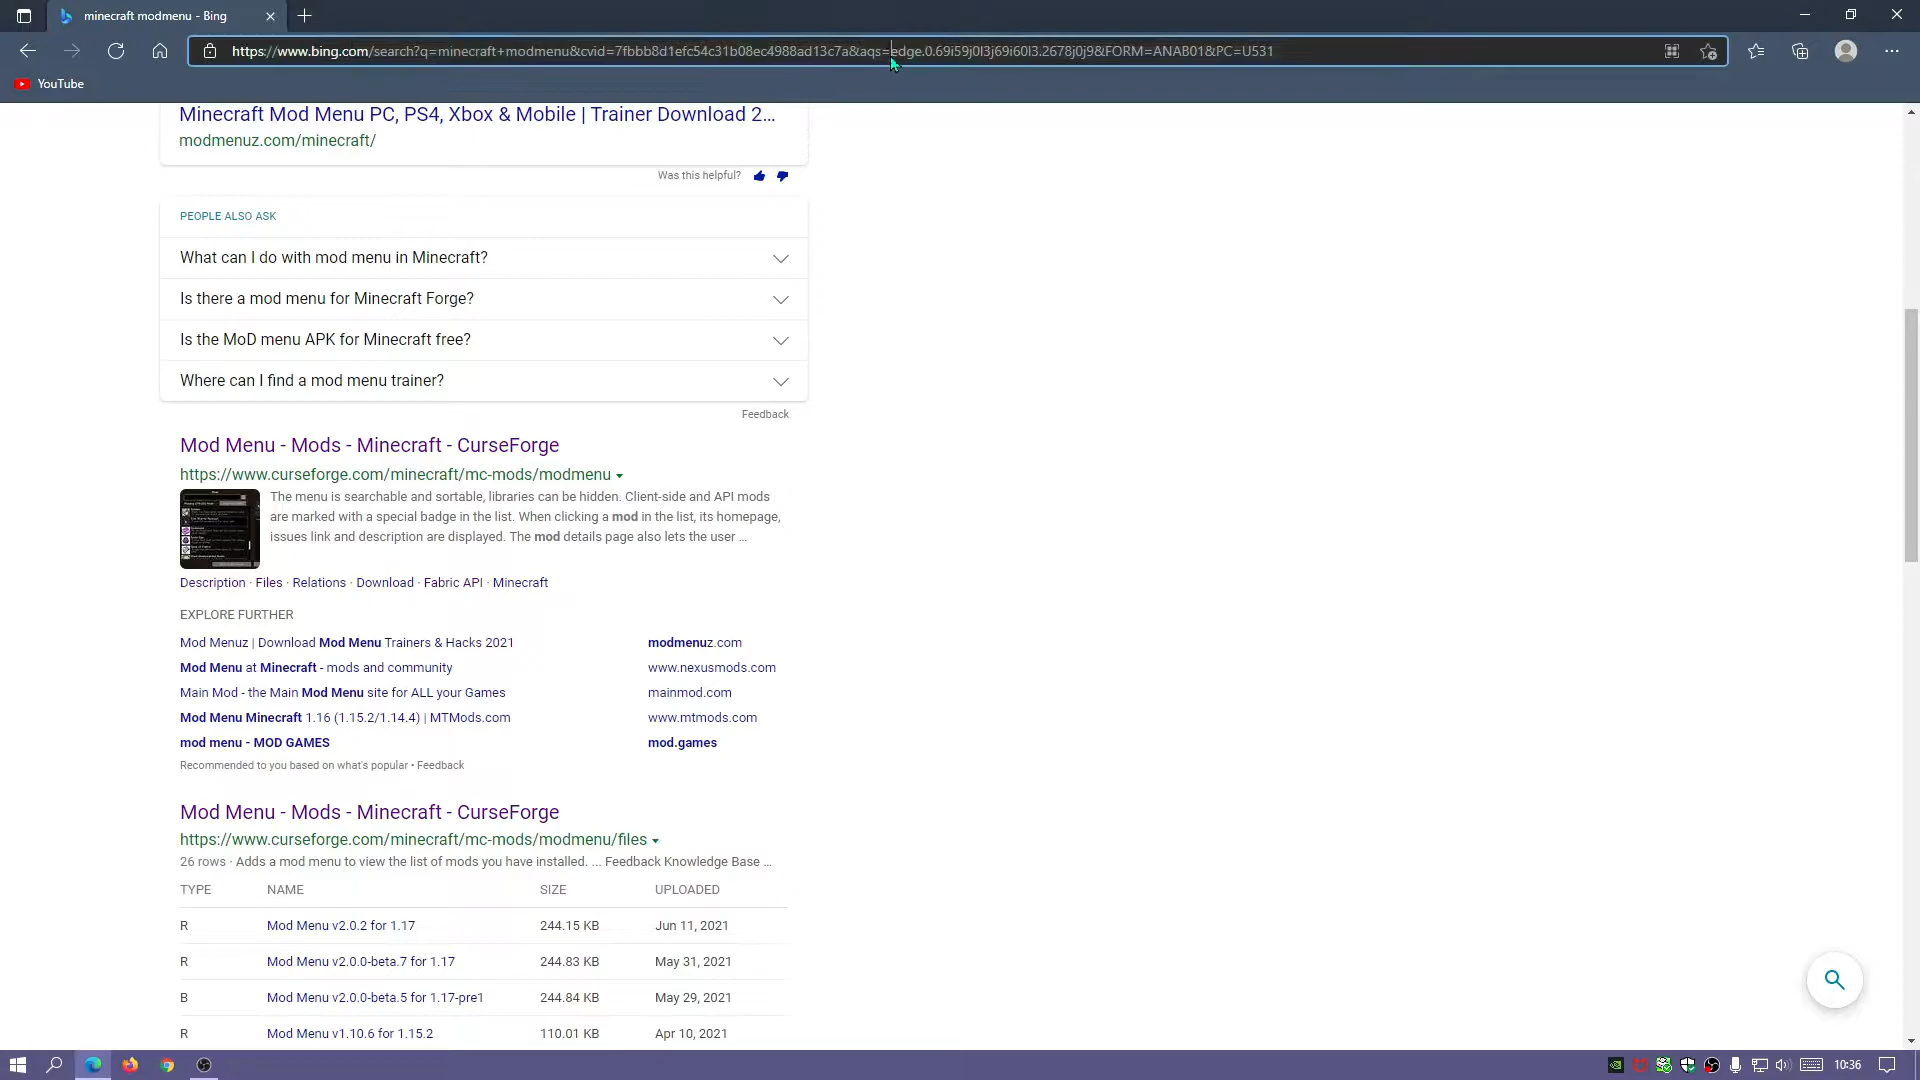 minecraft modmenu - Bing
https://www.bing.com/search?q=minecraft+modmenu&cvid=7fbbb8d1efc54c31b08ec4988ad13c7a&aqs=edge.0.69i59j0l3j69i60l3.2678j0j9&FORM=ANAB01&PC=U531
YouTube
Minecraft Mod Menu PC, PS4, Xbox & Mobile | Trainer Download 2...
modmenuz.com/minecraft/
Was this helpful?
PEOPLE ALSO ASK
What can I do with mod menu in Minecraft?
Is there a mod menu for Minecraft Forge?
Is the MoD menu APK for Minecraft free?
Where can I find a mod menu trainer?
Feedback
Mod Menu - Mods - Minecraft - CurseForge
https://www.curseforge.com/minecraft/mc-mods/modmenu
The menu is searchable and sortable, libraries can be hidden. Client-side and API mods
are marked with a special badge in the list. When clicking a mod in the list, its homepage,
issues link and description are displayed. The mod details page also lets the user ...
Description · Files · Relations · Download · Fabric API · Minecraft
EXPLORE FURTHER
Mod Menuz | Download Mod Menu Trainers & Hacks 2021 modmenuz.com
Mod Menu at Minecraft - mods and community www.nexusmods.com
Main Mod - the Main Mod Menu site for ALL your Games mainmod.com
Mod Menu Minecraft 1.16 (1.15.2/1.14.4) | MTMods.com www.mtmods.com
mod menu - MOD GAMES mod.games
Recommended to you based on what's popular • Feedback
Mod Menu - Mods - Minecraft - CurseForge
https://www.curseforge.com/minecraft/mc-mods/modmenu/files
26 rows · Adds a mod menu to view the list of mods you have installed. ... Feedback Knowledge Base ...
TYPE NAME SIZE UPLOADED
R Mod Menu v2.0.2 for 1.17 244.15 KB Jun 11, 2021
R Mod Menu v2.0.0-beta.7 for 1.17 244.83 KB May 31, 2021
B Mod Menu v2.0.0-beta.5 for 1.17-pre1 244.84 KB May 29, 2021
R Mod Menu v1.10.6 for 1.15.2 110.01 KB Apr 10, 2021
10:36